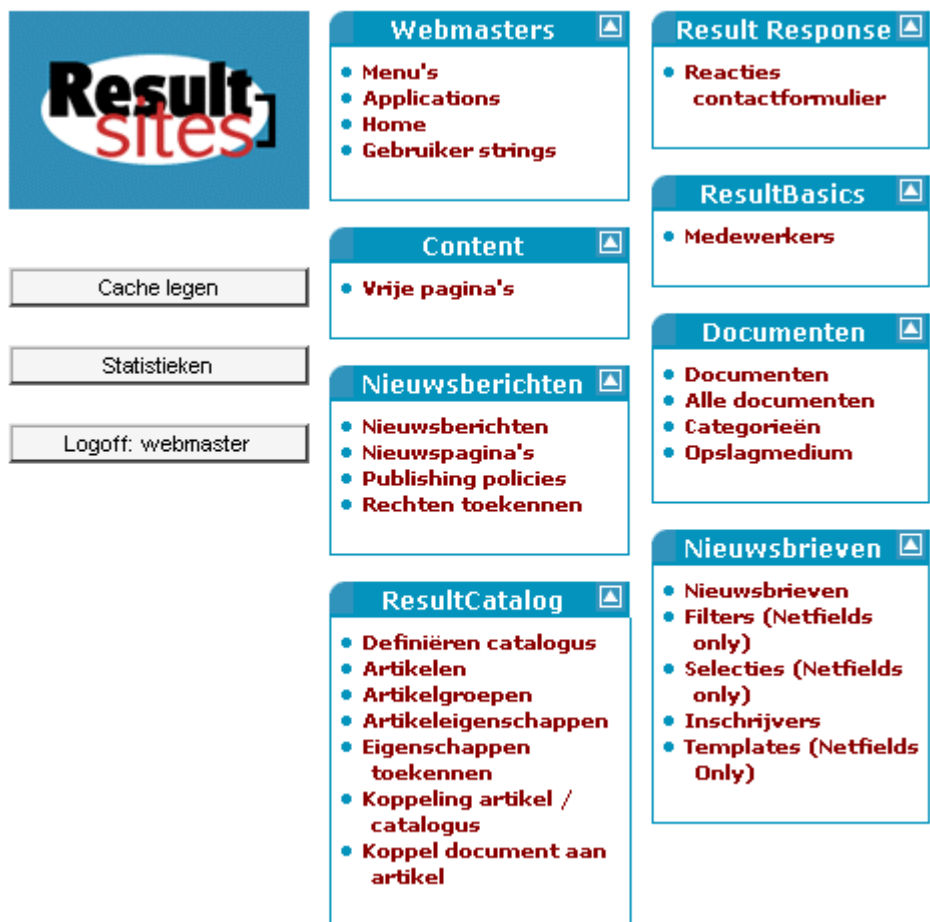 Result
sites
Cache legen
Statistieken
Logoff: webmaster
Webmasters
Menu's
Applications
Home
Gebruiker strings
Content
Vrije pagina's
Nieuwsberichten
Nieuwsberichten
Nieuwspagina's
Publishing policies
Rechten toekennen
ResultCatalog
Definiëren catalogus
Artikelen
Artikelgroepen
Artikeleigenschappen
Eigenschappen
toekennen
Koppeling artikel /
catalogus
Koppel document aan
artikel
Result Response
Reacties
contactformulier
ResultBasics
Medewerkers
Documenten
Documenten
Alle documenten
Categorieën
Opslagmedium
Nieuwsbrieven
Nieuwsbrieven
Filters (Netfields
only)
Selecties (Netfields
only)
Inschrijvers
Templates (Netfields
Only)